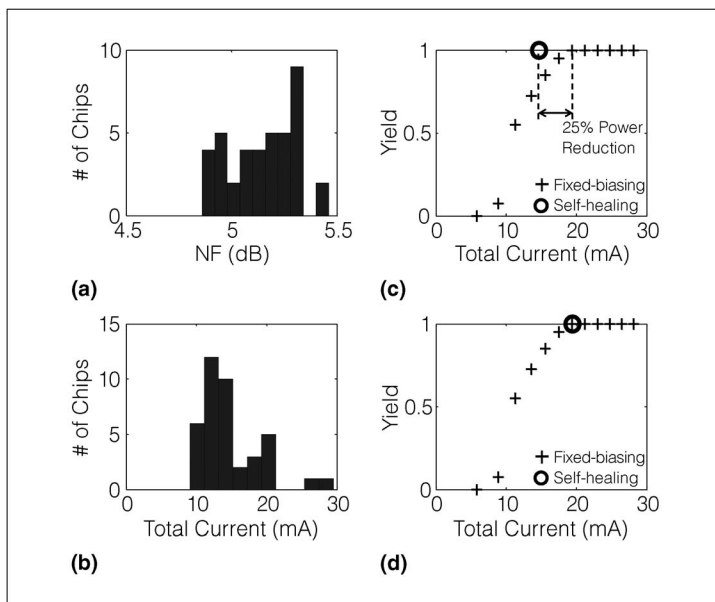 10
5
0
4.5
5
5.5
# of Chips
NF (dB)
(a)
1
0.5
0
0
10
20
30
Yield
Total Current (mA)
25% Power
Reduction
Fixed-biasing
Self-healing
(c)
15
10
5
0
0
10
20
30
# of Chips
Total Current (mA)
(b)
1
0.5
0
0
10
20
30
Yield
Total Current (mA)
Fixed-biasing
Self-healing
(d)